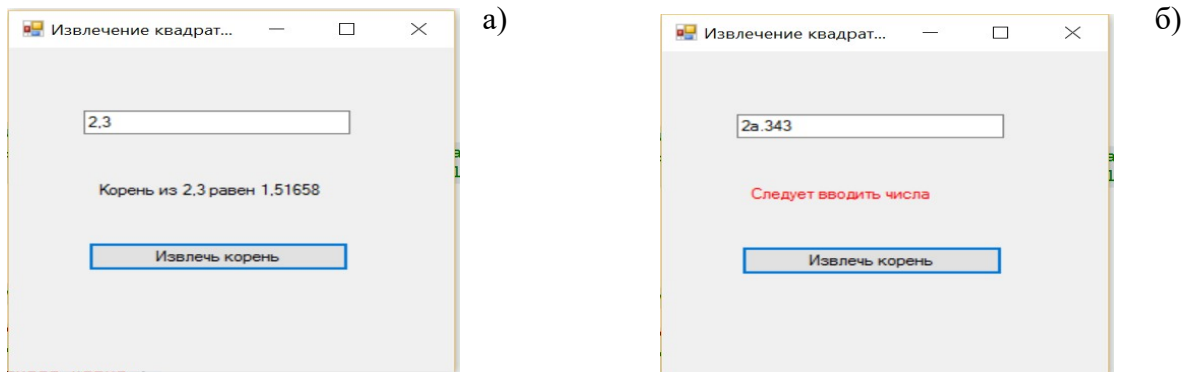 Извлечение квадрат...
а)
2,3
Корень из 2,3 равен 1,51658
Извлечь корень
Извлечение квадрат...
б)
2a.343
Следует вводить числа
Извлечь корень